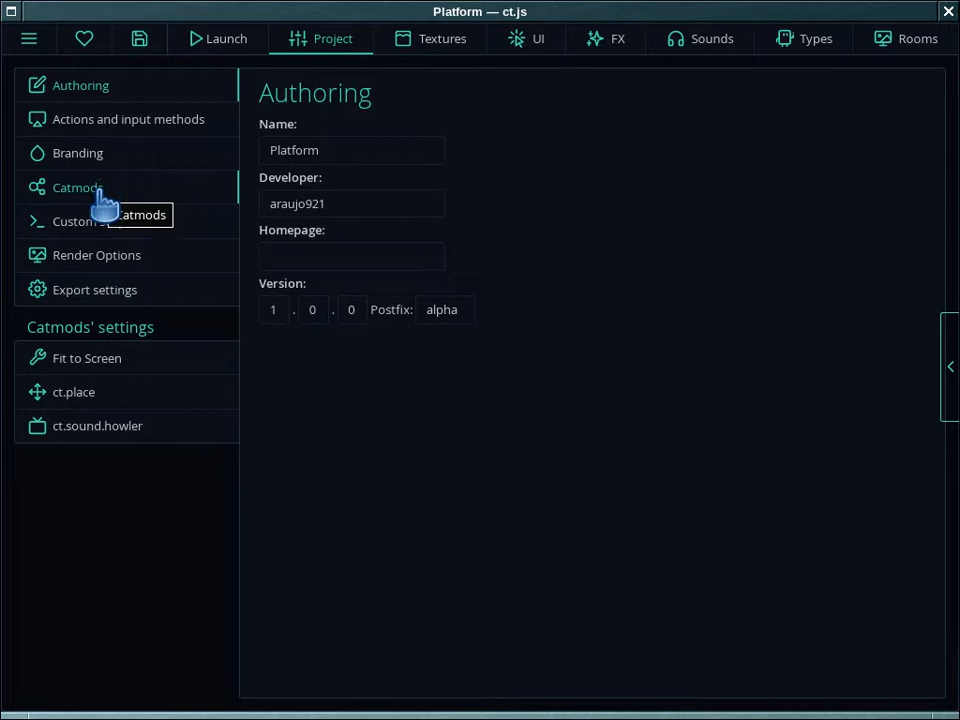 Platform — ct.js
Launch
Project
Textures
UI
FX
Sounds
Types
Rooms
Authoring
Actions and input methods
Branding
Catmods
Catmods
Render Options
Export settings
Catmods' settings
Fit to Screen
ct.place
ct.sound.howler
Authoring
Name:
Platform
Developer:
araujo921
Homepage:
Version:
1 . 0 . 0 Postfix: alpha